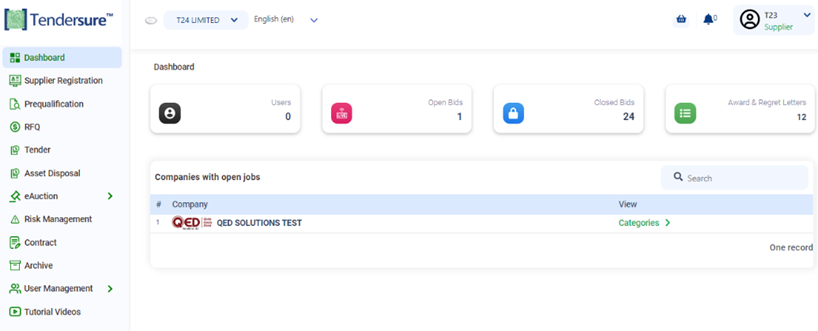 Tendersure™
T24 LIMITED
English (en)
0
T23
Supplier
Dashboard
Supplier Registration
Prequalification
RFQ
Tender
Asset Disposal
eAuction
Risk Management
Contract
Archive
User Management
Tutorial Videos
Dashboard
Users
0
Open Bids
1
Closed Bids
24
Award & Regret Letters
12
Companies with open jobs
Search
# Company View
1 QED QED SOLUTIONS TEST Categories
One record